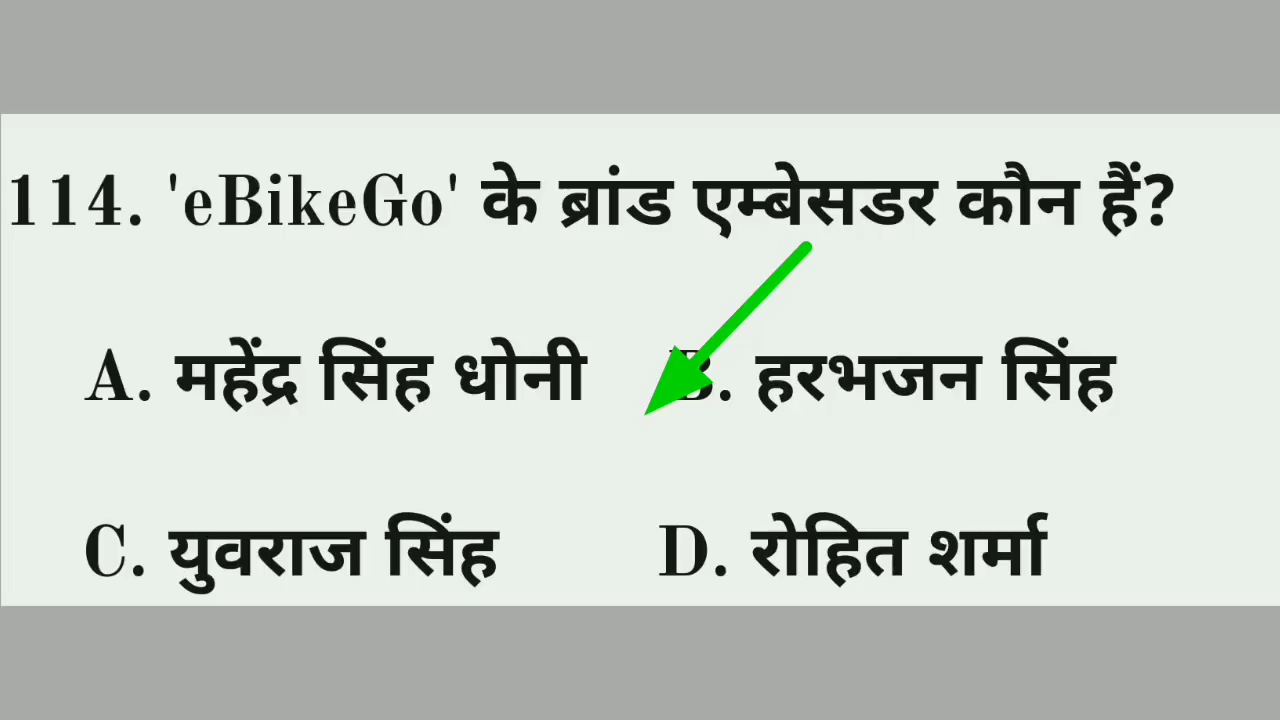 114. 'eBikeGo' के ब्रांड एम्बेसडर कौन हैं?
A. महेंद्र सिंह धोनी B. हरभजन सिंह
C. युवराज सिंह D. रोहित शर्मा